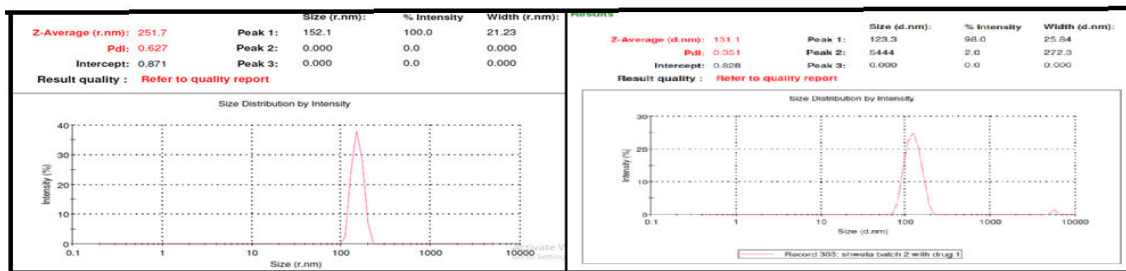 Size (r.nm): % Intensity Width (r.nm):
Z-Average (r.nm): 251.7 Peak 1: 152.1 100.0 21.23
PdI: 0.627 Peak 2: 0.000 0.0 0.000
Intercept: 0.871 Peak 3: 0.000 0.0 0.000
Result quality : Refer to quality report
Size Distribution by Intensity
Intensity (%)
40
30
20
10
0
0.1 1 10 100 1000 10000
Size (r.nm)
Results
Size (d.nm): % Intensity Width (d.nm):
Z-Average (d.nm): 131.1 Peak 1: 123.3 98.0 25.84
PdI: 0.351 Peak 2: 5444 2.0 272.3
Intercept: 0.828 Peak 3: 0.000 0.0 0.000
Result quality : Refer to quality report
Size Distribution by Intensity
Intensity (%)
30
20
10
0
0.1 1 10 100 1000 10000
Size (d.nm)
Record 303: shweta batch 2 with drug 1